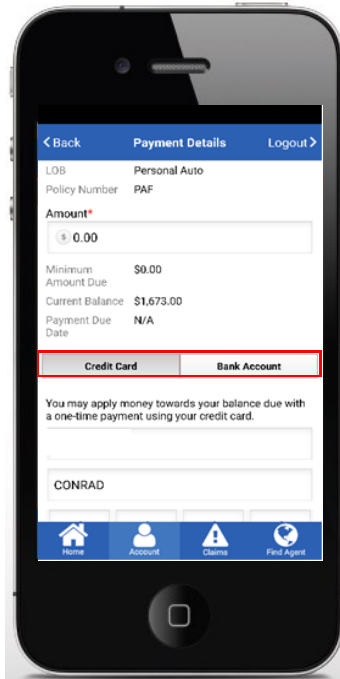 Back Payment Details Logout
LOB Personal Auto
Policy Number PAF
Amount*
$ 0.00
Minimum Amount Due $0.00
Current Balance $1,673.00
Payment Due Date N/A
Credit Card Bank Account
You may apply money towards your balance due with
a one-time payment using your credit card.
CONRAD
Home Account Claims Find Agent